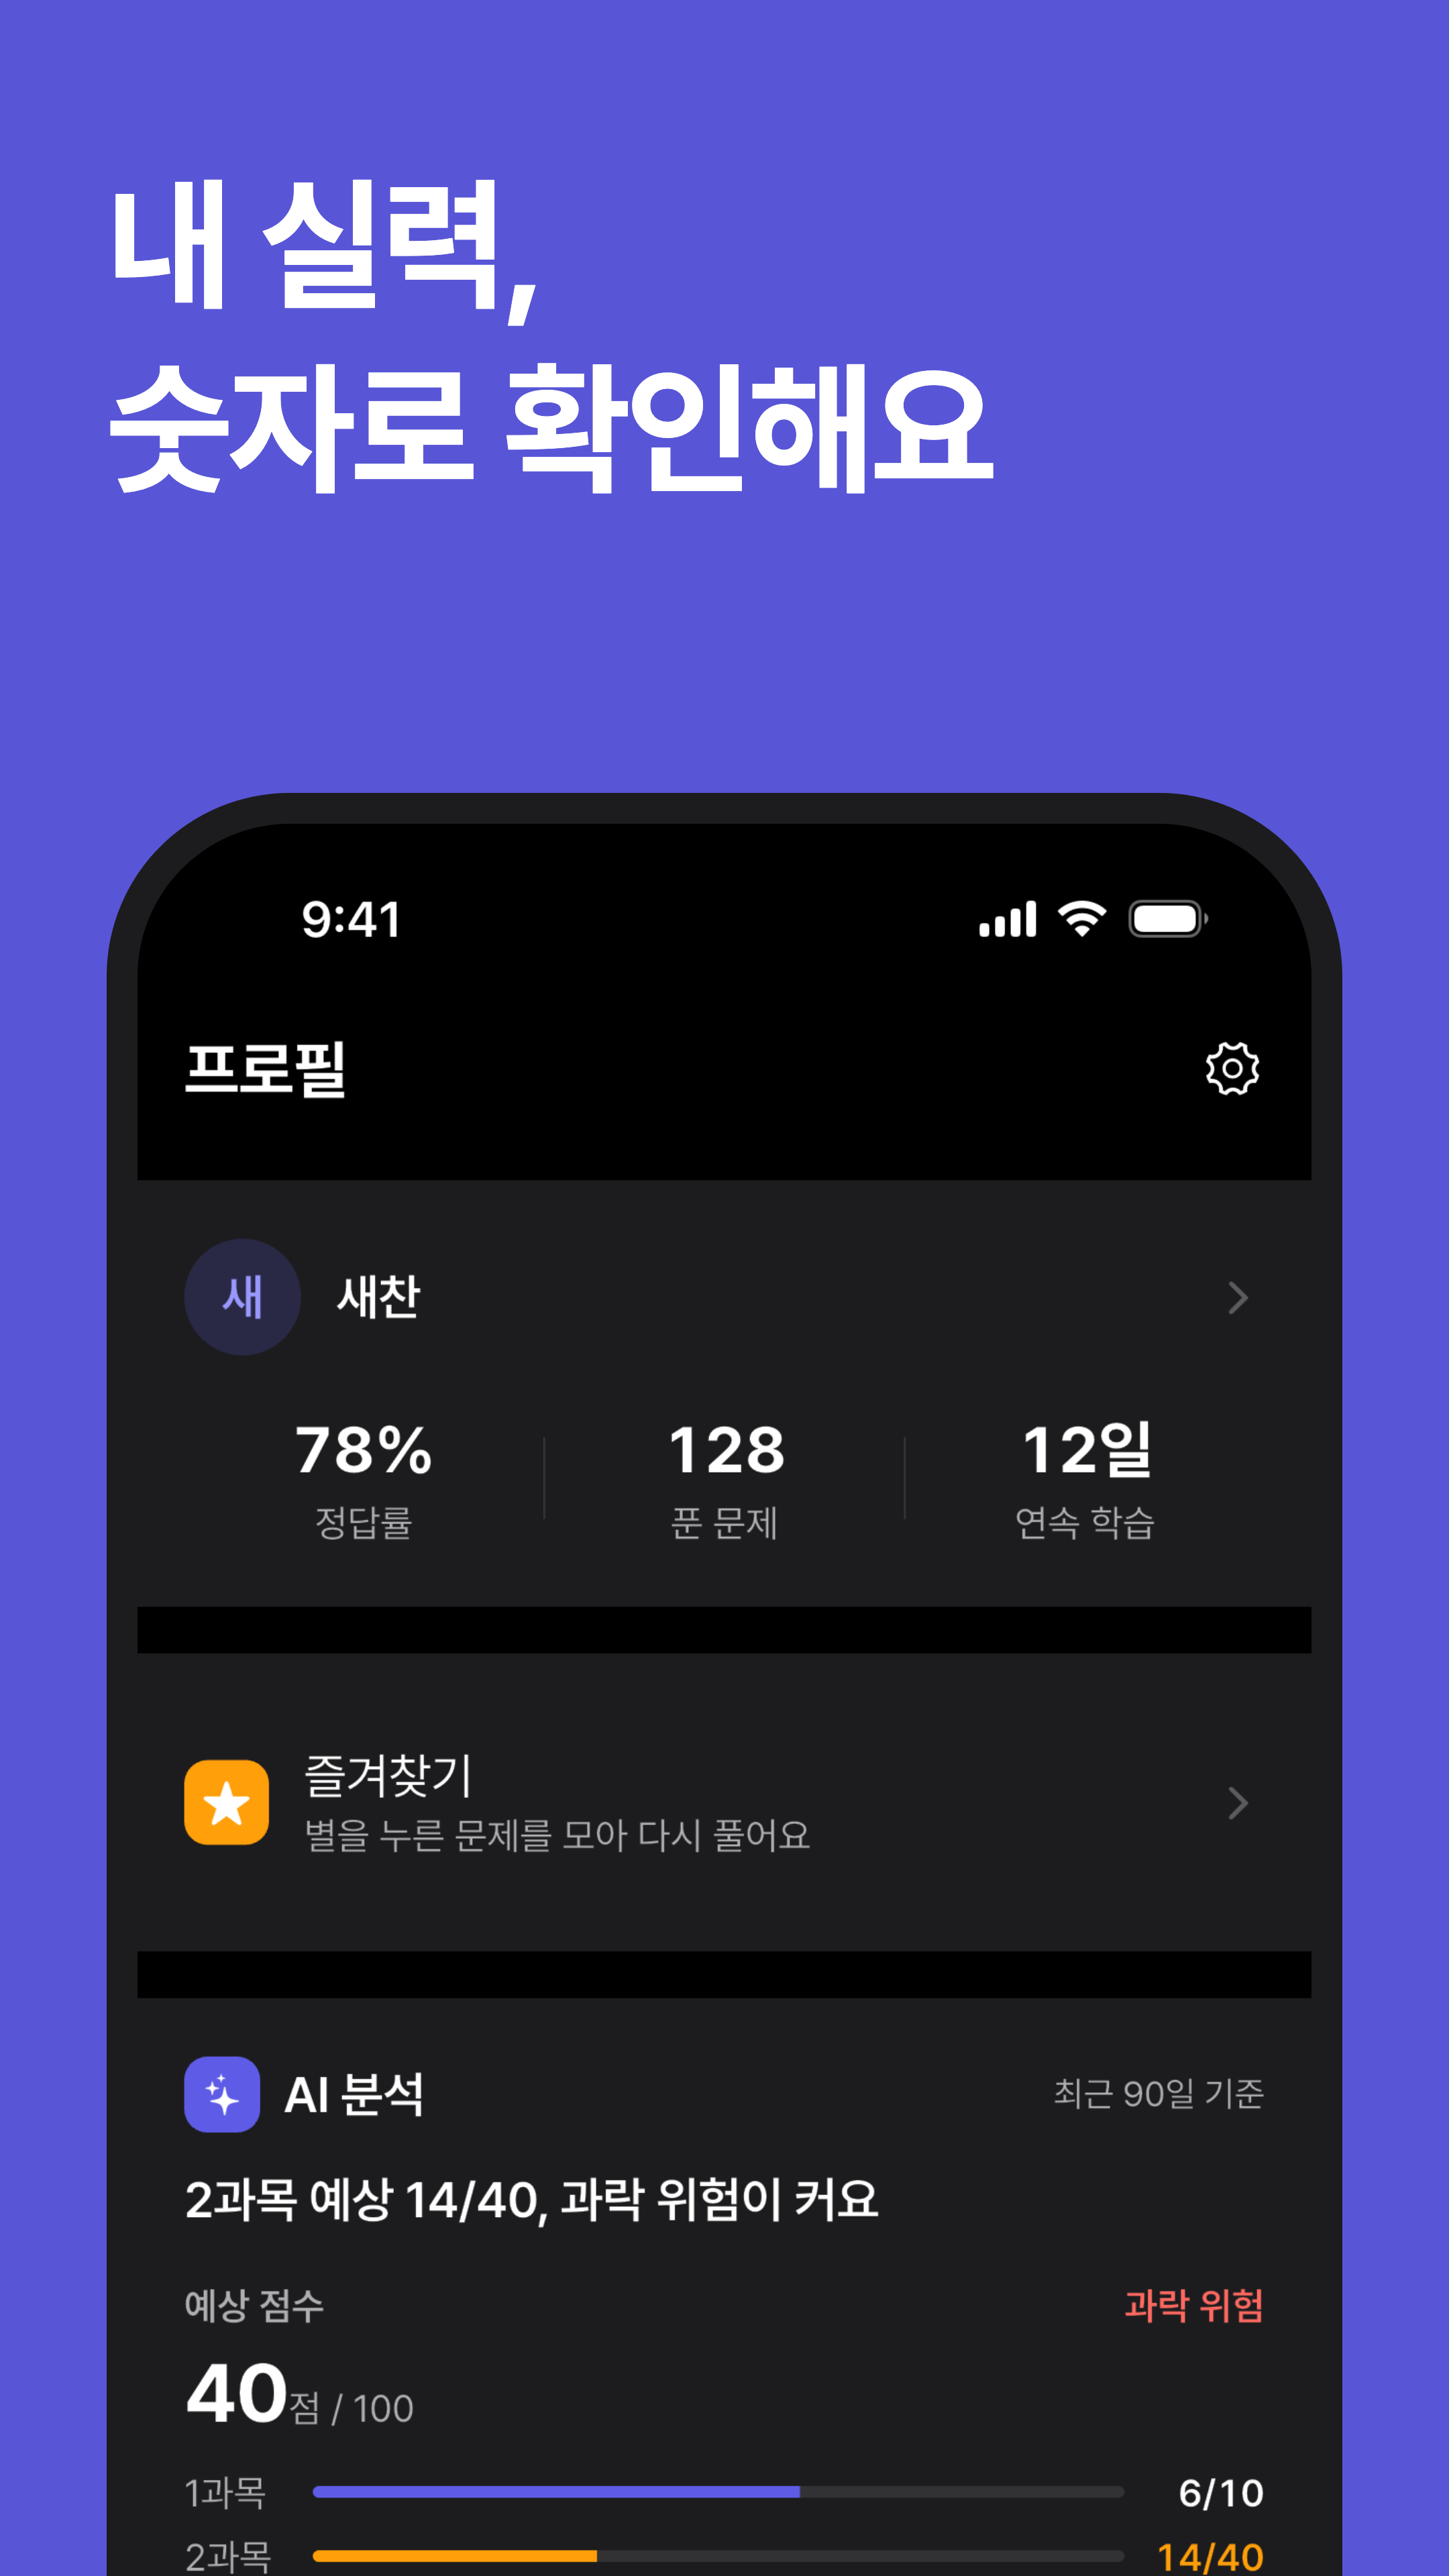 내 실력,
숫자로 확인해요
9:41
프로필
새 새찬
78% 128 12일
정답률 푼 문제 연속 학습
즐겨찾기
별을 누른 문제를 모아 다시 풀어요
AI 분석 최근 90일 기준
2과목 예상 14/40, 과락 위험이 커요
예상 점수 과락 위험
40점 / 100
1과목 6/10
2과목 14/40